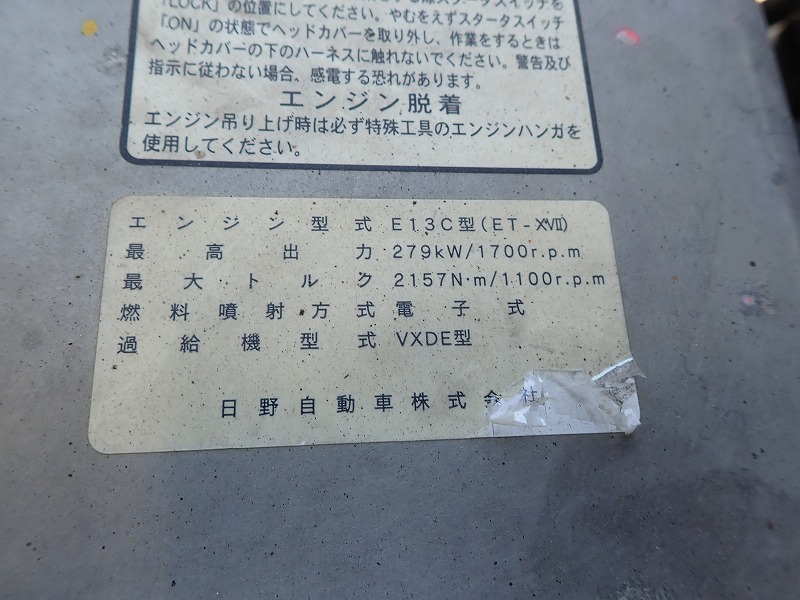 「LOCK」の位置にしてください。やむをえずスタータスイッチ
「ON」の状態でヘッドカバーを取り外し、作業をするときは
ヘッドカバーの下のハーネスに触れないでください。警告及び
指示に従わない場合、感電する恐れがあります。
エンジン脱着
エンジン吊り上げ時は必ず特殊工具のエンジンハンガを
使用してください。
エンジン型式 E13C型(ET-XVII)
最高出力 279kW/1700r.p.m
最大トルク 2157N·m/1100r.p.m
燃料噴射方式 電子式
過給機型式 VXDE型
日野自動車株式会社